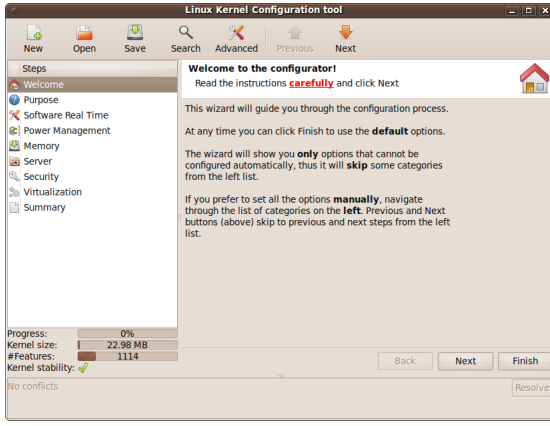 Linux Kernel Configuration tool
New Open Save Search Advanced Previous Next
Steps
Welcome
Purpose
Software Real Time
Power Management
Memory
Server
Security
Virtualization
Summary
Welcome to the configurator!
Read the instructions carefully and click Next
This wizard will guide you through the configuration process.
At any time you can click Finish to use the default options.
The wizard will show you only options that cannot be
configured automatically, thus it will skip some categories
from the left list.
If you prefer to set all the options manually, navigate
through the list of categories on the left. Previous and Next
buttons (above) skip to previous and next steps from the left
list.
Progress: 0%
Kernel size: 22.98 MB
#Features: 1114
Kernel stability:
Back Next Finish
No conflicts
Resolve